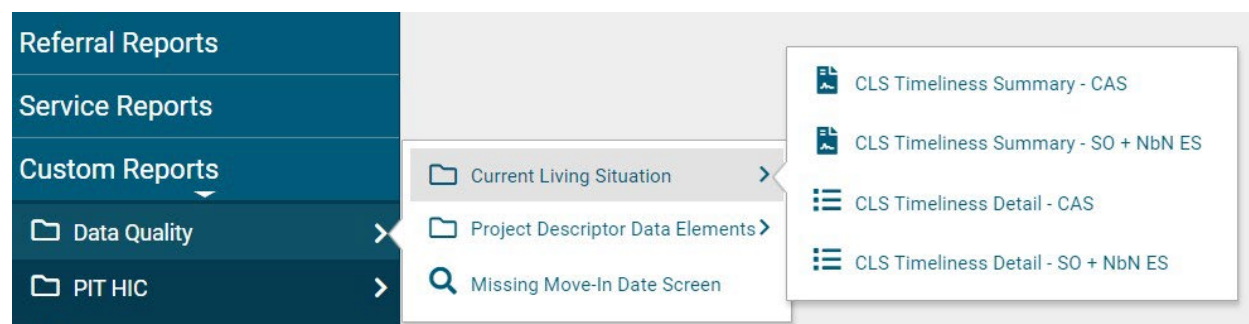 Referral Reports
Service Reports
Custom Reports
Data Quality
PIT HIC
Current Living Situation
Project Descriptor Data Elements
Missing Move-In Date Screen
CLS Timeliness Summary - CAS
CLS Timeliness Summary - SO + NbN ES
CLS Timeliness Detail - CAS
CLS Timeliness Detail - SO + NbN ES